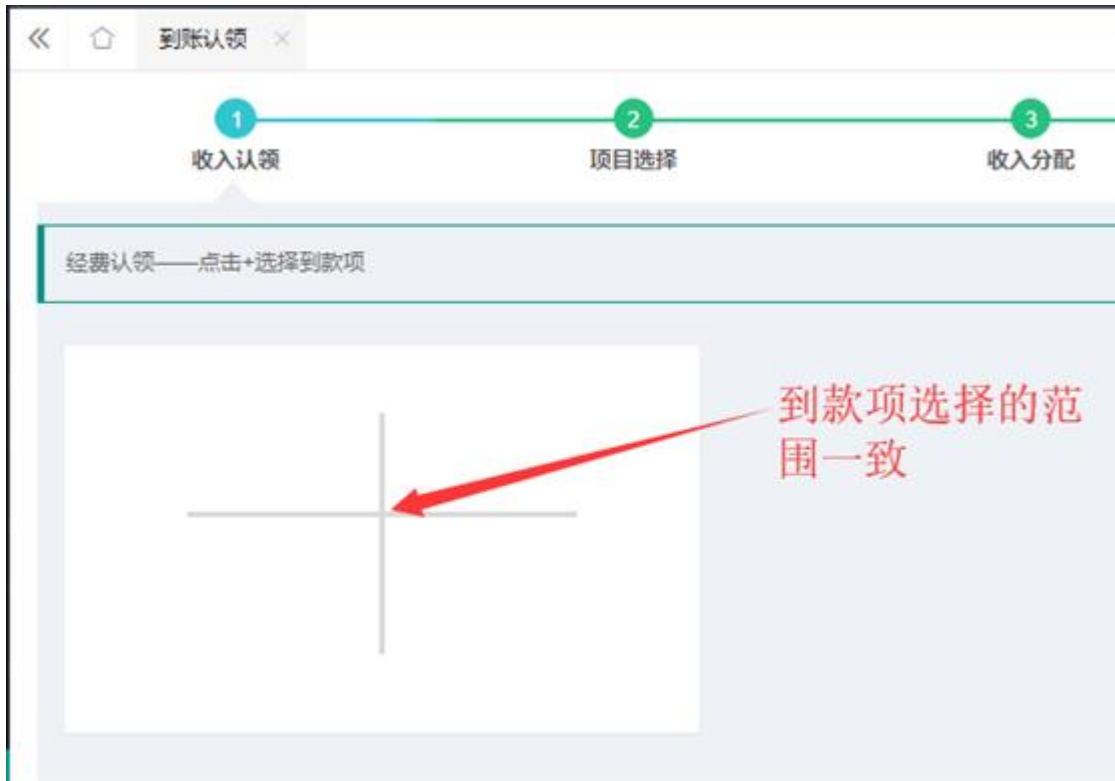 到账认领
1
2
3
收入认领
项目选择
收入分配
经费认领——点击+选择到款项
到款项选择的范
围一致